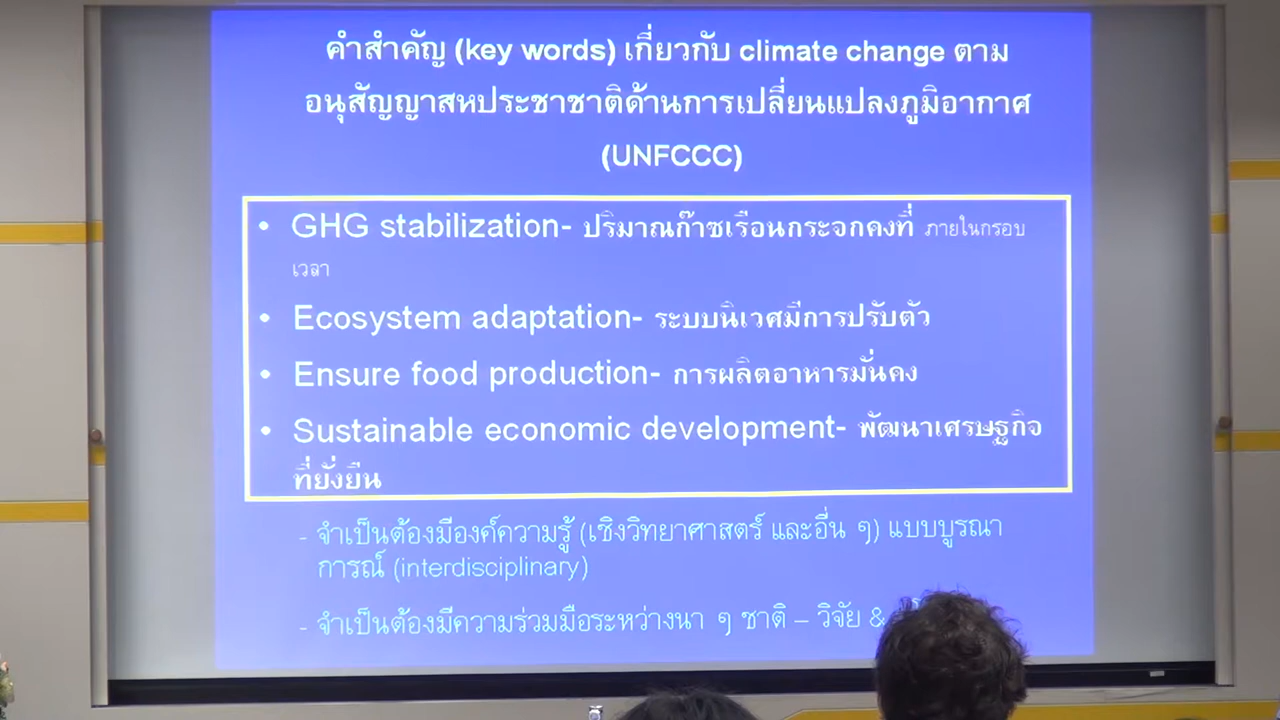 คำสำคัญ (key words) เกี่ยวกับ climate change ตาม
อนุสัญญาสหประชาชาติด้านการเปลี่ยนแปลงภูมิอากาศ
(UNFCCC)
• GHG stabilization- ปริมาณก๊าซเรือนกระจกคงที่ ภายในกรอบ
เวลา
• Ecosystem adaptation- ระบบนิเวศมีการปรับตัว
• Ensure food production- การผลิตอาหารมั่นคง
• Sustainable economic development- พัฒนาเศรษฐกิจ
ที่ยั่งยืน
- จำเป็นต้องมีองค์ความรู้ (เชิงวิทยาศาสตร์ และอื่น ๆ) แบบบูรณา
การณ์ (interdisciplinary)
- จำเป็นต้องมีความร่วมมือระหว่างนา ๆ ชาติ – วิจัย &